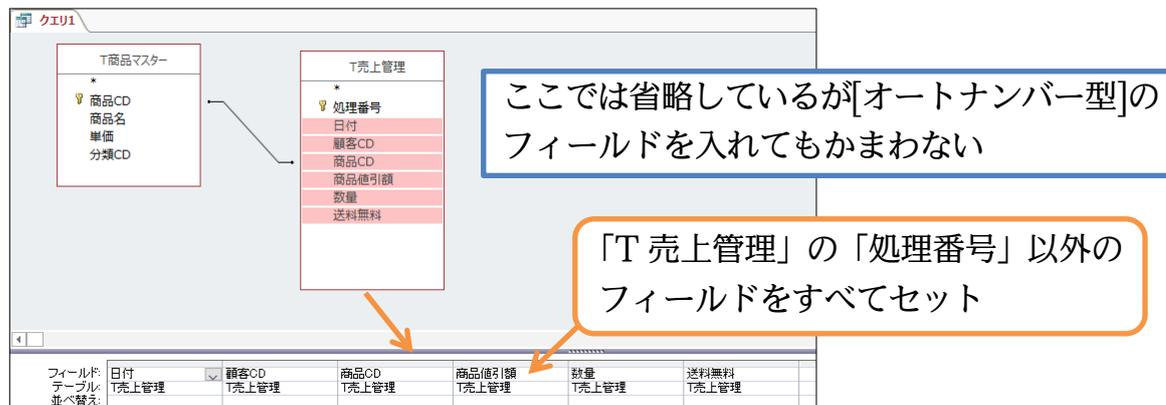 クエリ1
T商品マスター
*
商品CD
商品名
単価
分類CD
T売上管理
*
処理番号
日付
顧客CD
商品CD
商品値引額
数量
送料無料
ここでは省略しているが[オートナンバー型]の
フィールドを入れてもかまわない
「T 売上管理」の「処理番号」以外の
フィールドをすべてセット
フィールド: 日付 顧客CD 商品CD 商品値引額 数量 送料無料
テーブル: T売上管理 T売上管理 T売上管理 T売上管理 T売上管理 T売上管理
並べ替え: